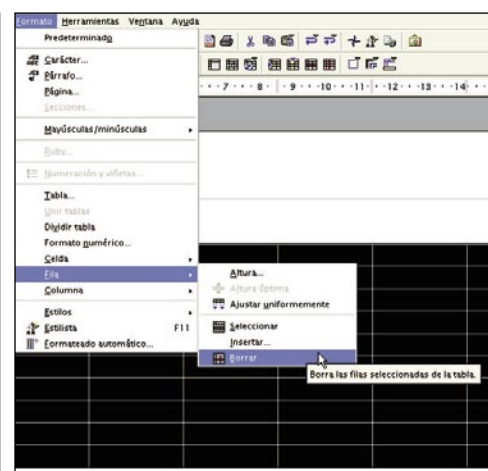 Formato Herramientas Ventana Ayuda
Predeterminado
Carácter...
Párrafo...
Página...
Secciones...
Mayúsculas/minúsculas
Ruby...
Numeración y viñetas...
Tabla...
Unir tablas
Dividir tabla
Formato numérico...
Celda
Fila
Columna
Estilos
Estilista F11
Formateado automático...
7 8 9 10 11 12 13 14
Altura...
Altura óptima
Ajustar uniformemente
Seleccionar
Insertar...
Borrar
Borra las filas seleccionadas de la tabla.